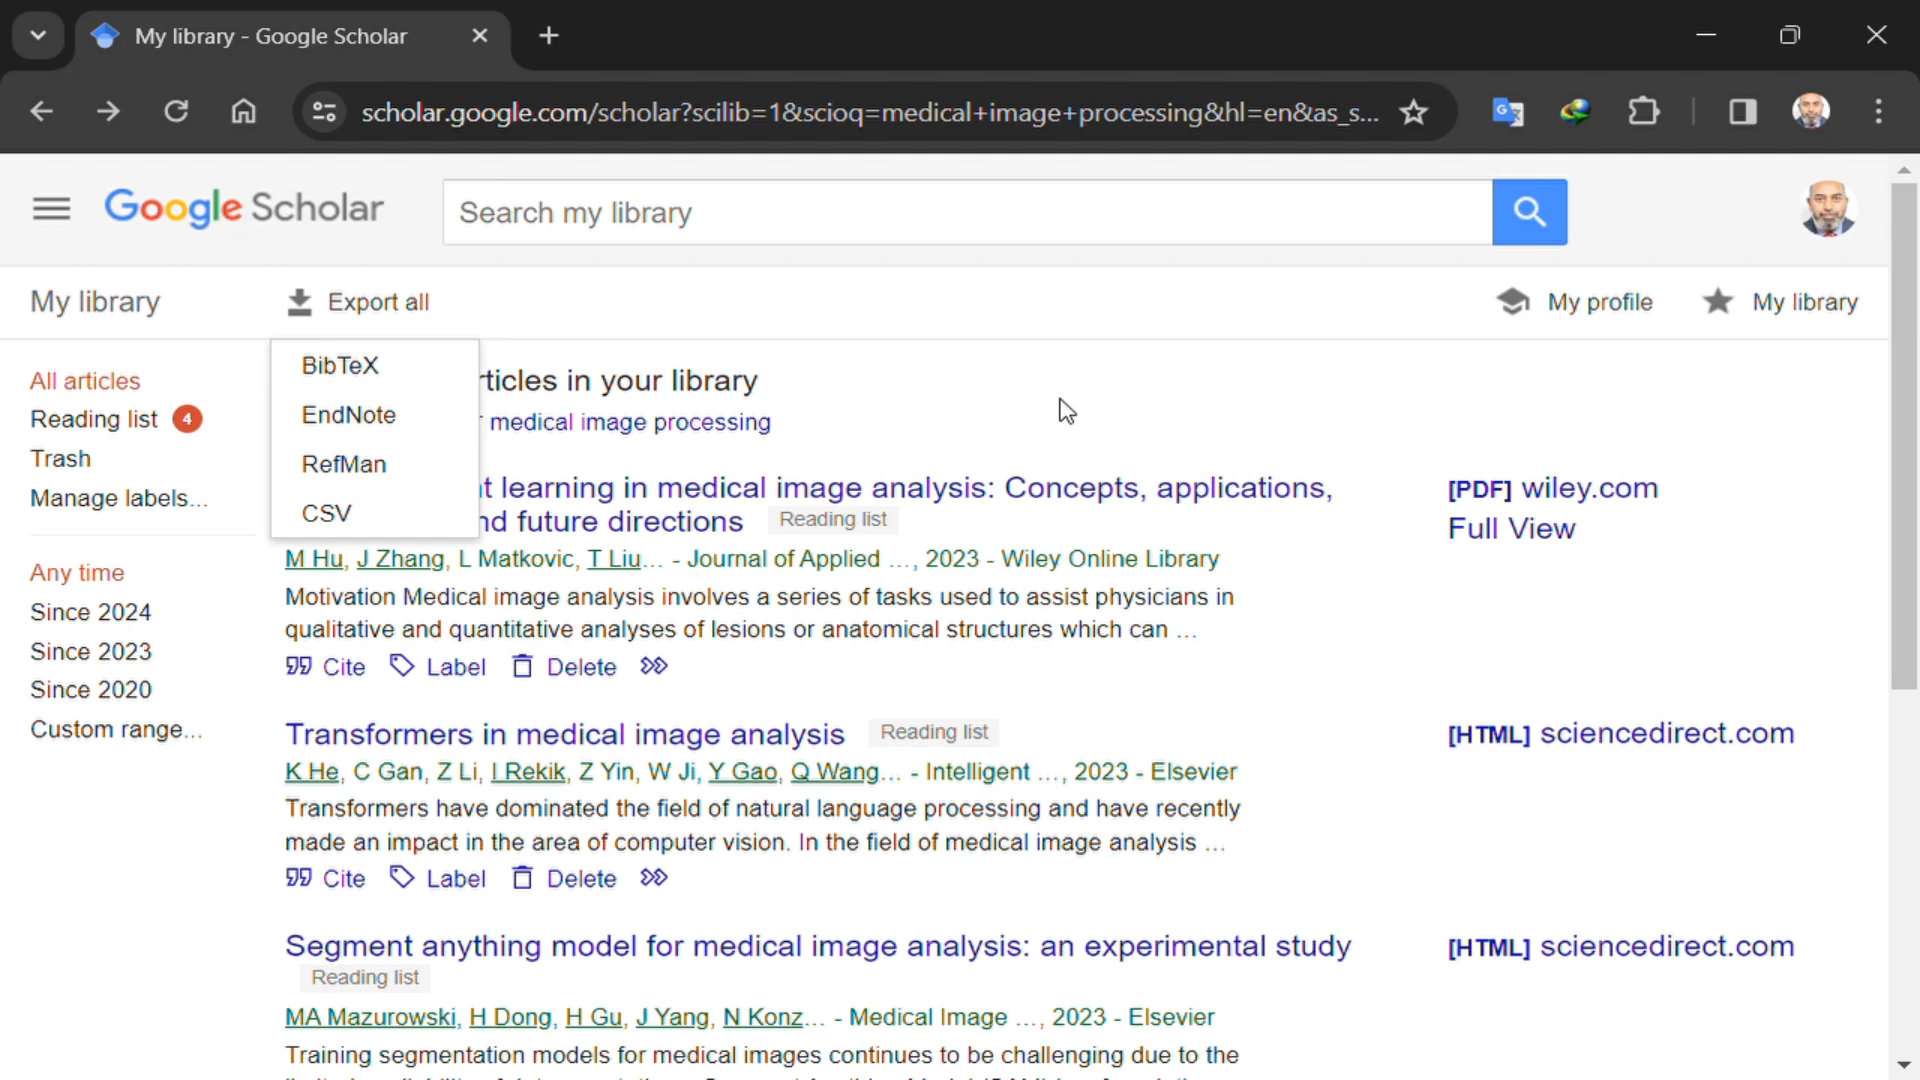 My library - Google Scholar
scholar.google.com/scholar?scilib=1&scioq=medical+image+processing&hl=en&as_s...
Google Scholar
Search my library
My library
Export all
My profile
My library
All articles
Reading list 4
Trash
Manage labels...
Any time
Since 2024
Since 2023
Since 2020
Custom range...
BibTeX
EndNote
RefMan
CSV
in your library
medical image processing
learning in medical image analysis: Concepts, applications,
future directions Reading list
[PDF] wiley.com
Full View
M Hu, J Zhang, L Matkovic, T Liu... - Journal of Applied ..., 2023 - Wiley Online Library
Motivation Medical image analysis involves a series of tasks used to assist physicians in
qualitative and quantitative analyses of lesions or anatomical structures which can ...
Cite Label Delete
Transformers in medical image analysis Reading list
[HTML] sciencedirect.com
K He, C Gan, Z Li, I Rekik, Z Yin, W Ji, Y Gao, Q Wang... - Intelligent ..., 2023 - Elsevier
Transformers have dominated the field of natural language processing and have recently
made an impact in the area of computer vision. In the field of medical image analysis ...
Cite Label Delete
Segment anything model for medical image analysis: an experimental study
[HTML] sciencedirect.com
Reading list
MA Mazurowski, H Dong, H Gu, J Yang, N Konz... - Medical Image ..., 2023 - Elsevier
Training segmentation models for medical images continues to be challenging due to the